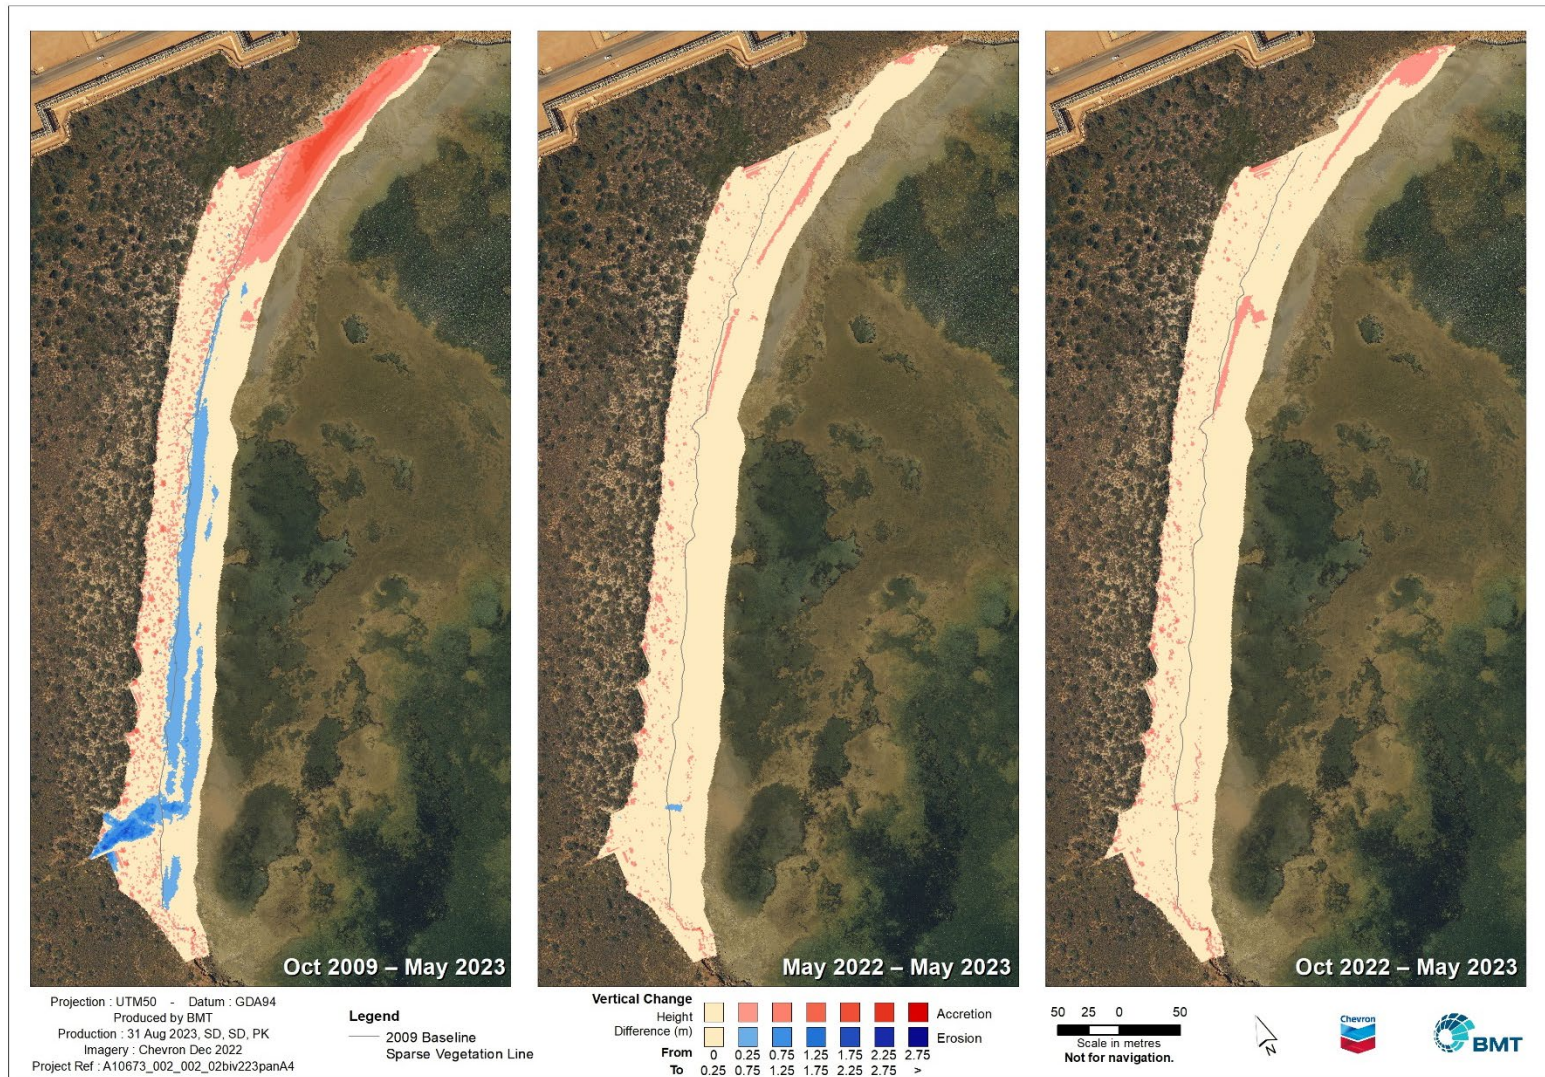 Oct 2009 – May 2023
May 2022 – May 2023
Oct 2022 – May 2023
Projection : UTM50 - Datum : GDA94
Produced by BMT
Production : 31 Aug 2023, SD, SD, PK
Imagery : Chevron Dec 2022
Project Ref : A10673_002_002_02biv223panA4
Legend
2009 Baseline
Sparse Vegetation Line
Vertical Change
Height
Difference (m)
Accretion
Erosion
From 0 0.25 0.75 1.25 1.75 2.25 2.75
To 0.25 0.75 1.25 1.75 2.25 2.75 >
50 25 0 50
Scale in metres
Not for navigation.
N
Chevron
BMT